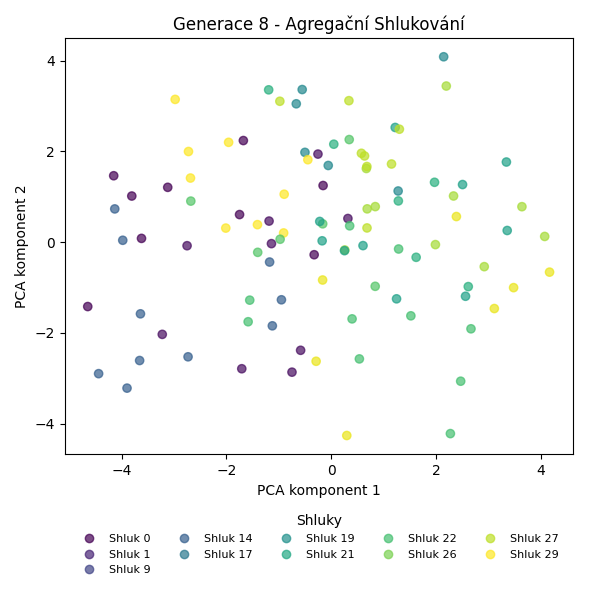 Generace 8 - Agregační Shlukování
PCA komponent 2
4
2
0
−2
−4
−4 −2 0 2 4
PCA komponent 1
Shluky
Shluk 0 Shluk 14 Shluk 19 Shluk 22 Shluk 27
Shluk 1 Shluk 17 Shluk 21 Shluk 26 Shluk 29
Shluk 9